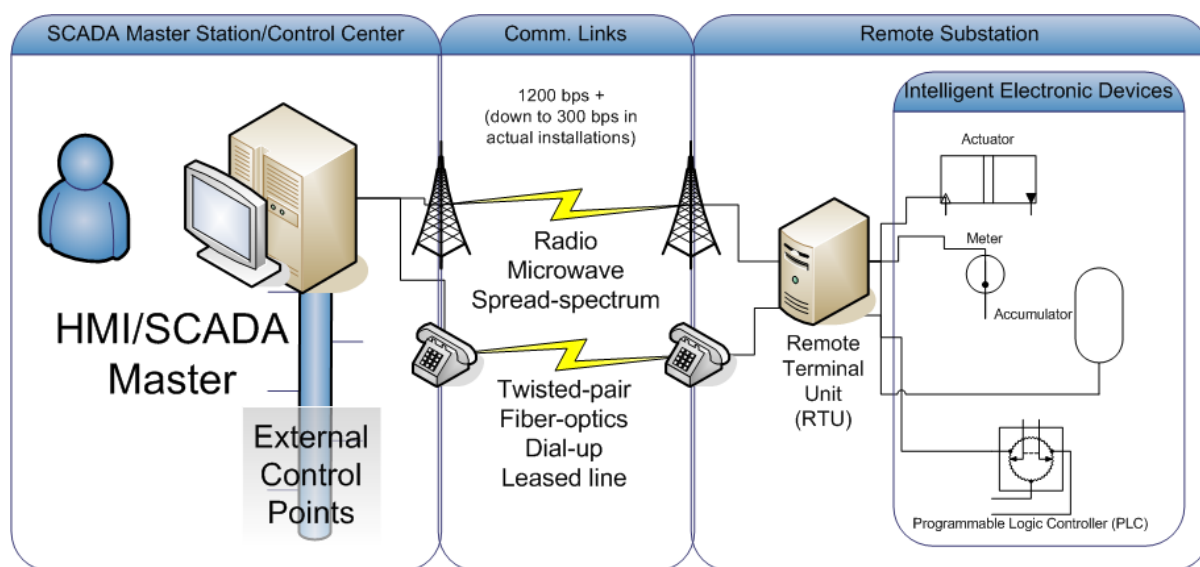 SCADA Master Station/Control Center
Comm. Links
Remote Substation
1200 bps +
(down to 300 bps in
actual installations)
Intelligent Electronic Devices
Actuator
Radio
Microwave
Spread-spectrum
Meter
Accumulator
HMI/SCADA
Master
Remote
Terminal
Unit
(RTU)
Twisted-pair
Fiber-optics
Dial-up
Leased line
External
Control
Points
Programmable Logic Controller (PLC)